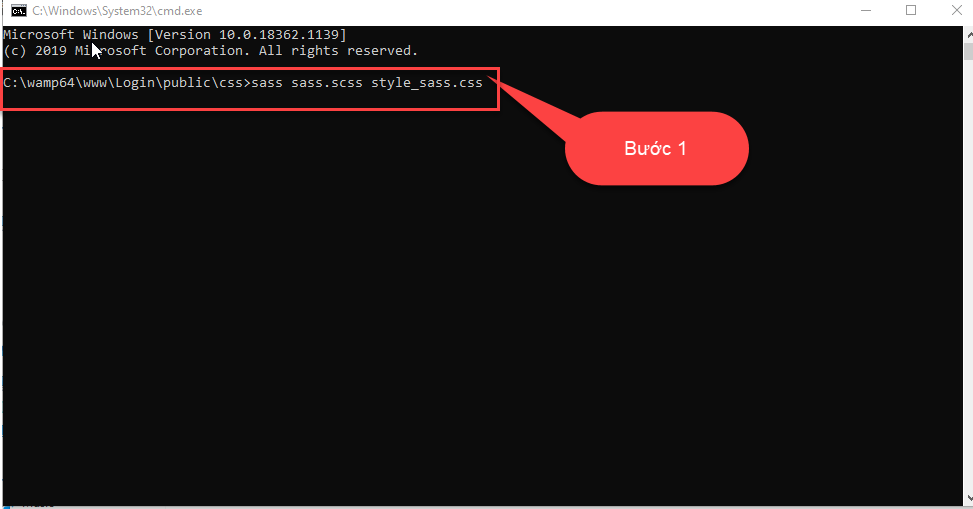 C:\Windows\System32\cmd.exe
Microsoft Windows [Version 10.0.18362.1139]
(c) 2019 Microsoft Corporation. All rights reserved.
C:\wamp64\www\Login\public\css>sass sass.scss style_sass.css
Bước 1